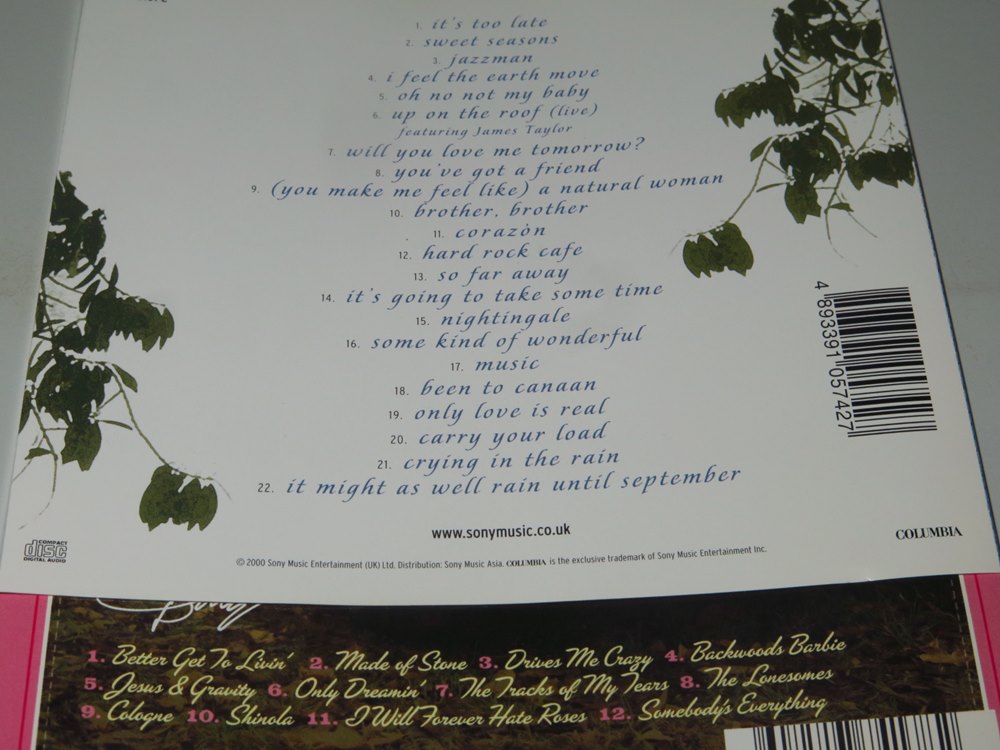 1. it's too late
2. sweet seasons
3. jazzman
4. i feel the earth move
5. oh no not my baby
6. up on the roof (live)
featuring James Taylor
7. will you love me tomorrow?
8. you've got a friend
9. (you make me feel like) a natural woman
10. brother, brother
11. corazòn
12. hard rock cafe
13. so far away
14. it's going to take some time
15. nightingale
16. some kind of wonderful
17. music
18. been to canaan
19. only love is real
20. carry your load
21. crying in the rain
22. it might as well rain until september
4 893391 057427
www.sonymusic.co.uk
COMPACT
disc
DIGITAL AUDIO
COLUMBIA
© 2000 Sony Music Entertainment (UK) Ltd. Distribution: Sony Music Asia. COLUMBIA is the exclusive trademark of Sony Music Entertainment Inc.
1. Better Get To Livin' 2. Made of Stone 3. Drives Me Crazy 4. Backwoods Barbie
5. Jesus & Gravity 6. Only Dreamin' 7. The Tracks of My Tears 8. The Lonesomes
9. Cologne 10. Shinola 11. I Will Forever Hate Roses 12. Somebody's Everything